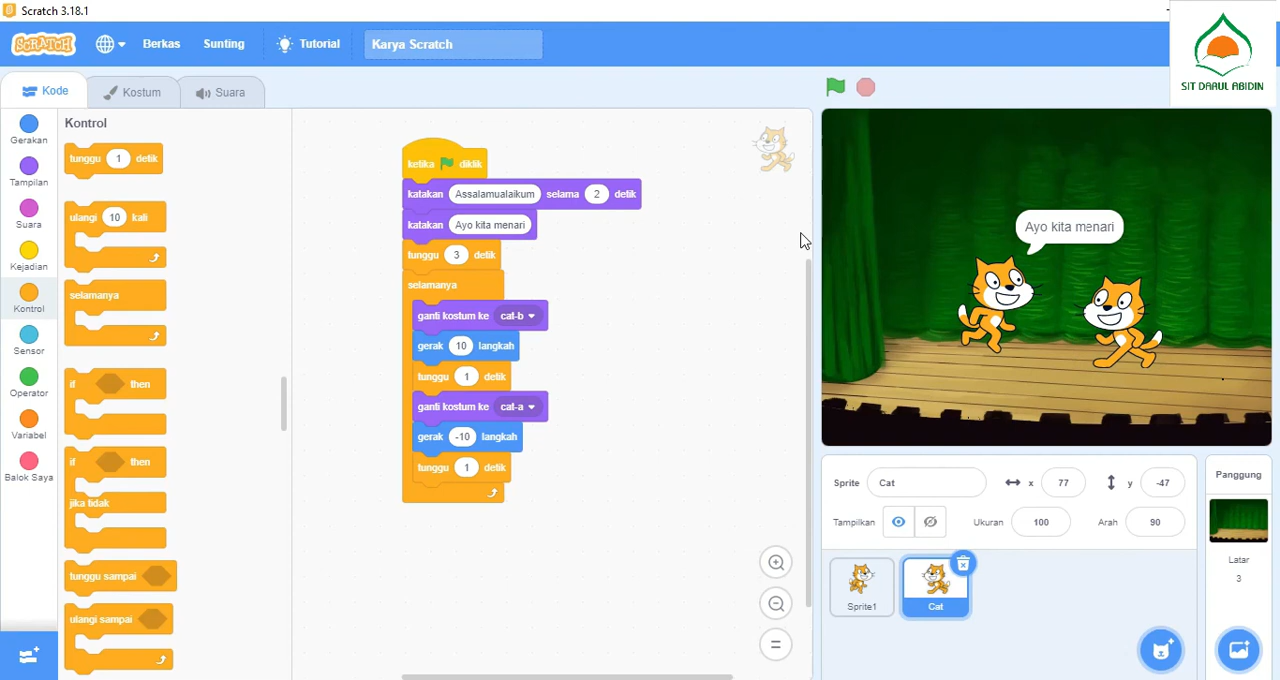 Scratch 3.18.1
SCRATCH
Berkas
Sunting
Tutorial
Karya Scratch
SIT DARUL ABIDIN
Kode
Kostum
Suara
Gerakan
Tampilan
Suara
Kejadian
Kontrol
Sensor
Operator
Variabel
Balok Saya
Kontrol
tunggu 1 detik
ulangi 10 kali
selamanya
if then
if then
jika tidak
tunggu sampai
ulangi sampai
ketika diklik
katakan Assalamualaikum selama 2 detik
katakan Ayo kita menari
tunggu 3 detik
selamanya
ganti kostum ke cat-b
gerak 10 langkah
tunggu 1 detik
ganti kostum ke cat-a
gerak -10 langkah
tunggu 1 detik
Ayo kita menari
Sprite Cat x 77 y -47
Tampilkan Ukuran 100 Arah 90
Sprite1
Cat
Panggung
Latar
3